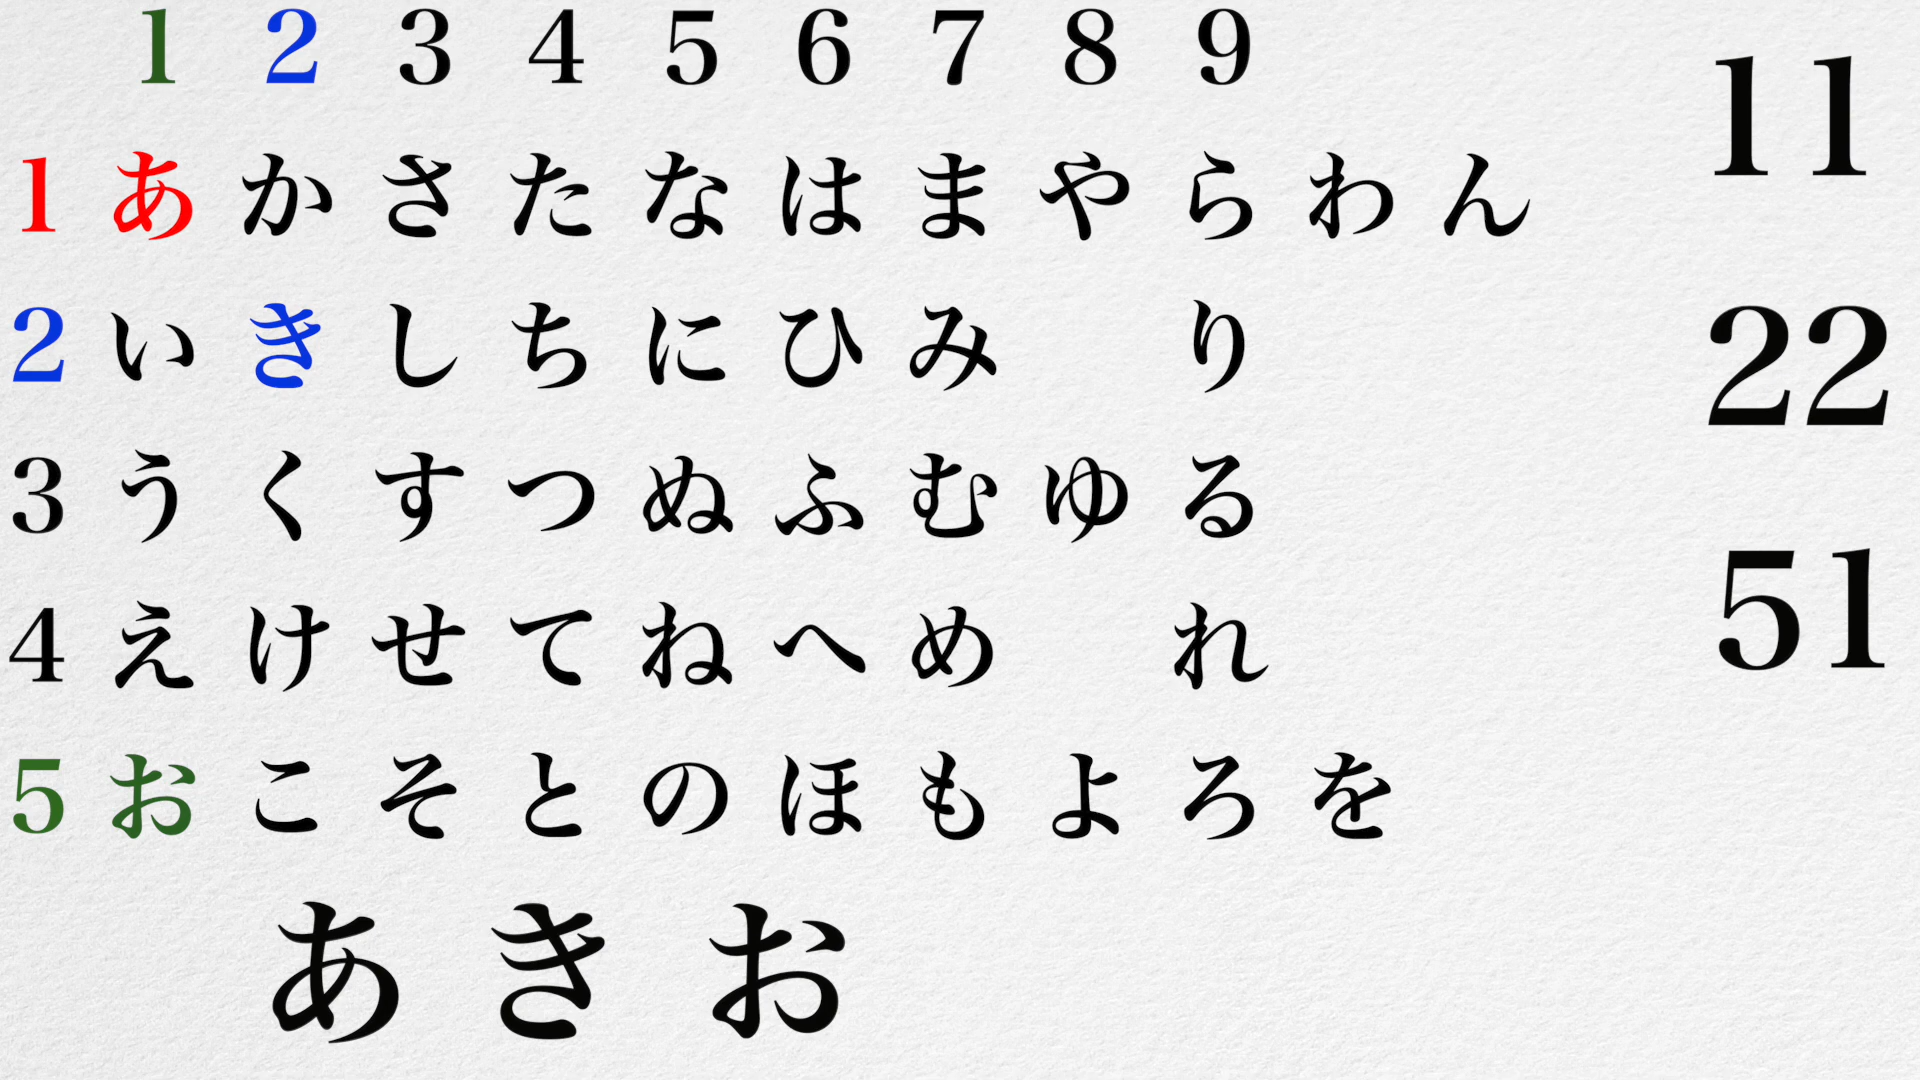 1 2 3 4 5 6 7 8 9
1 あ か さ た な は ま や ら わ ん
2 い き し ち に ひ み り
3 う く す つ ぬ ふ む ゆ る
4 え け せ て ね へ め れ
5 お こ そ と の ほ も よ ろ を
あ き お
11
22
51